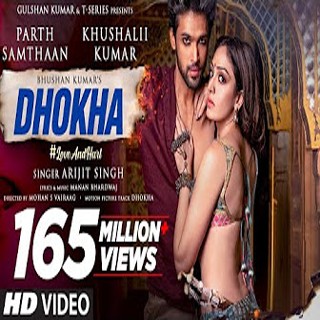 GULSHAN KUMAR & T-SERIES PRESENTS
PARTH SAMTHAAN
KHUSHALII KUMAR
BHUSHAN KUMAR'S
DHOKHA
#LoveAndHurt
SINGER ARIJIT SINGH
LYRICS & MUSIC MANAN BHARDWAJ
DIRECTED BY MOHAN S VAIRAAG • MOTION PICTURE TRACK DHOKHA
165 MILLION+ VIEWS
HD VIDEO